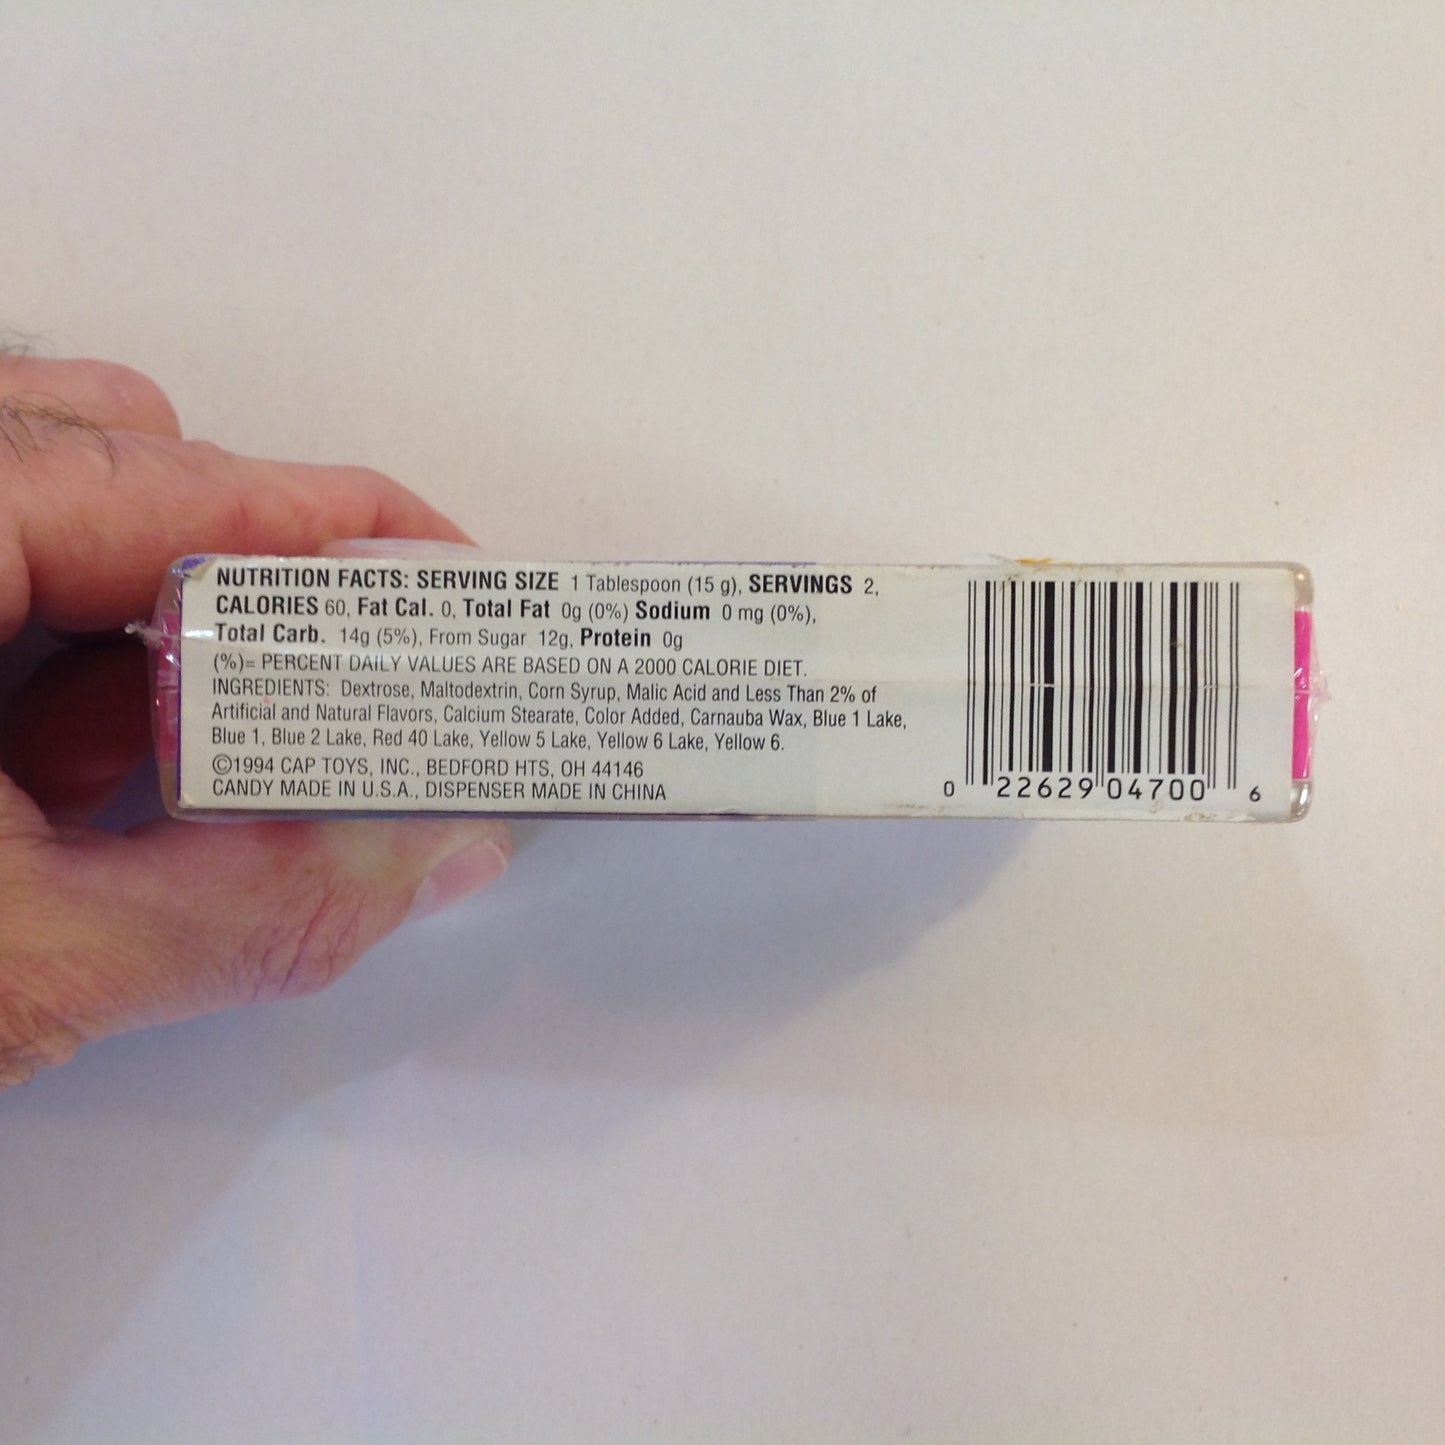 NUTRITION FACTS: SERVING SIZE 1 Tablespoon (15 g), SERVINGS 2,
CALORIES 60, Fat Cal. 0, Total Fat 0g (0%) Sodium 0 mg (0%),
Total Carb. 14g (5%), From Sugar 12g, Protein 0g
(%)= PERCENT DAILY VALUES ARE BASED ON A 2000 CALORIE DIET.
INGREDIENTS: Dextrose, Maltodextrin, Corn Syrup, Malic Acid and Less Than 2% of
Artificial and Natural Flavors, Calcium Stearate, Color Added, Carnauba Wax, Blue 1 Lake,
Blue 1, Blue 2 Lake, Red 40 Lake, Yellow 5 Lake, Yellow 6 Lake, Yellow 6.
©1994 CAP TOYS, INC., BEDFORD HTS, OH 44146
CANDY MADE IN U.S.A., DISPENSER MADE IN CHINA
0 22629 04700 6